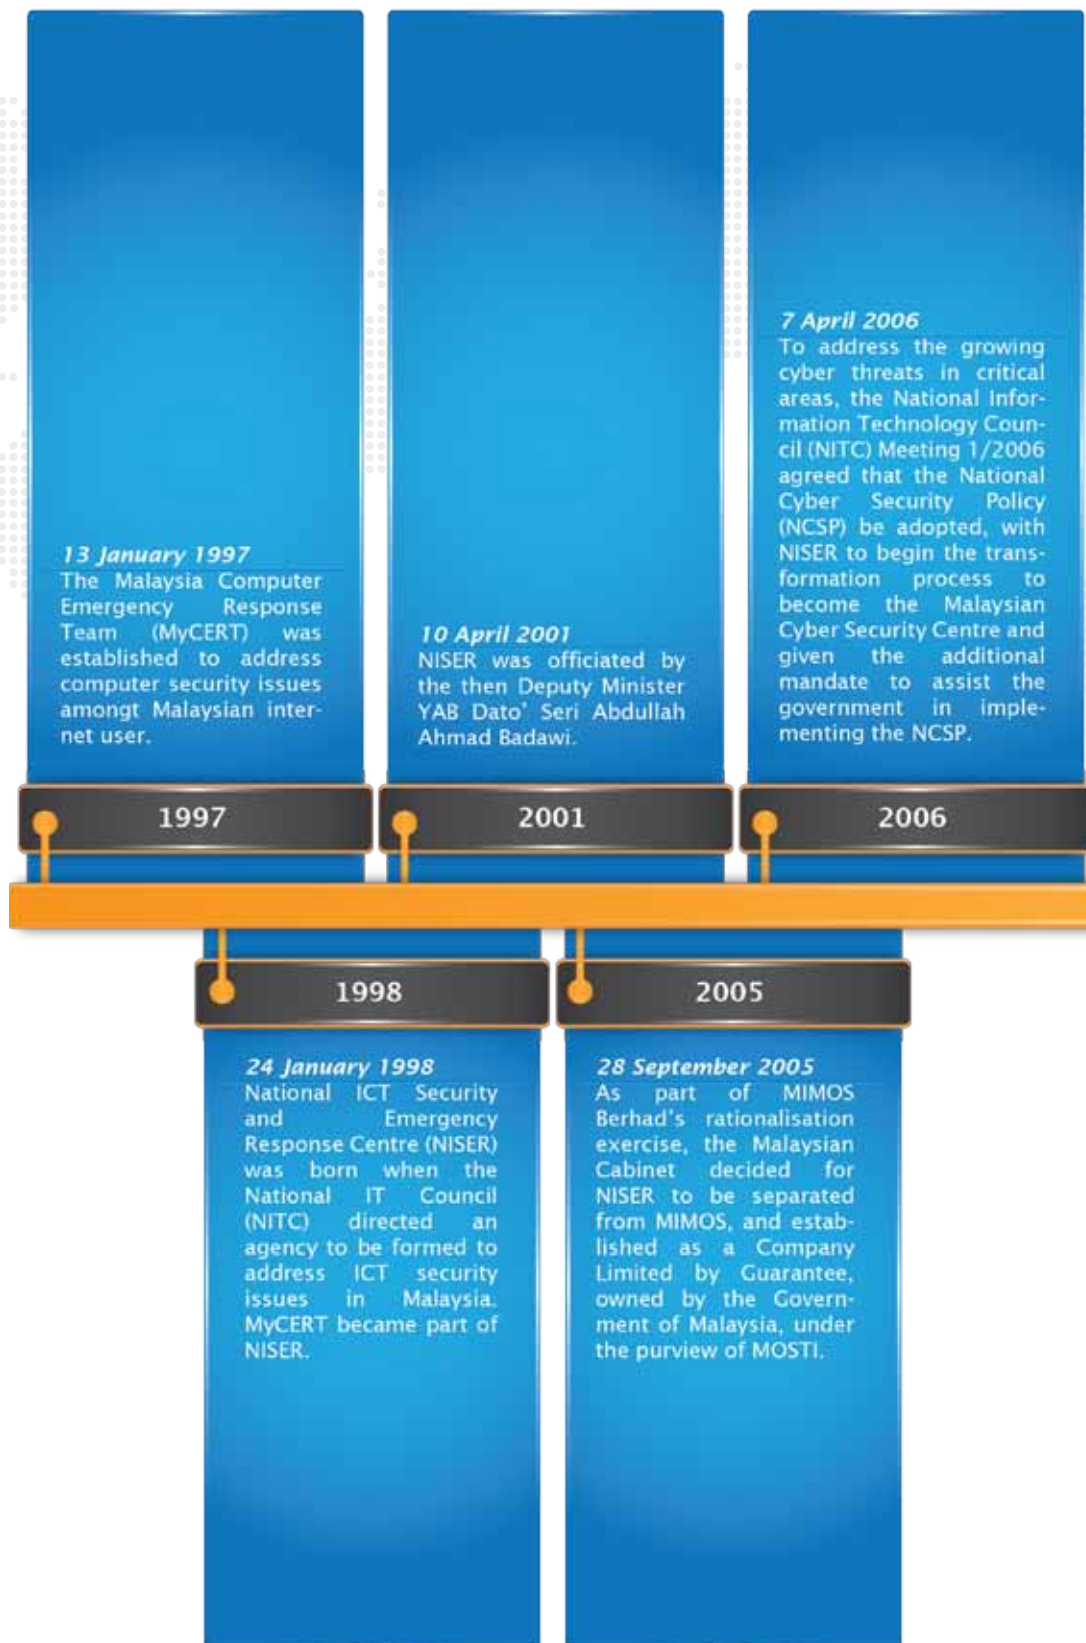 13 January 1997
The Malaysia Computer
Emergency Response
Team (MyCERT) was
established to address
computer security issues
amongt Malaysian inter-
net user.
1997
24 January 1998
National ICT Security
and Emergency
Response Centre (NISER)
was born when the
National IT Council
(NITC) directed an
agency to be formed to
address ICT security
issues in Malaysia.
MyCERT became part of
NISER.
1998
10 April 2001
NISER was officiated by
the then Deputy Minister
YAB Dato' Seri Abdullah
Ahmad Badawi.
2001
28 September 2005
As part of MIMOS
Berhad's rationalisation
exercise, the Malaysian
Cabinet decided for
NISER to be separated
from MIMOS, and estab-
lished as a Company
Limited by Guarantee,
owned by the Govern-
ment of Malaysia, under
the purview of MOSTI.
2005
7 April 2006
To address the growing
cyber threats in critical
areas, the National Infor-
mation Technology Coun-
cil (NITC) Meeting 1/2006
agreed that the National
Cyber Security Policy
(NCSP) be adopted, with
NISER to begin the trans-
formation process to
become the Malaysian
Cyber Security Centre and
given the additional
mandate to assist the
government in imple-
menting the NCSP.
2006